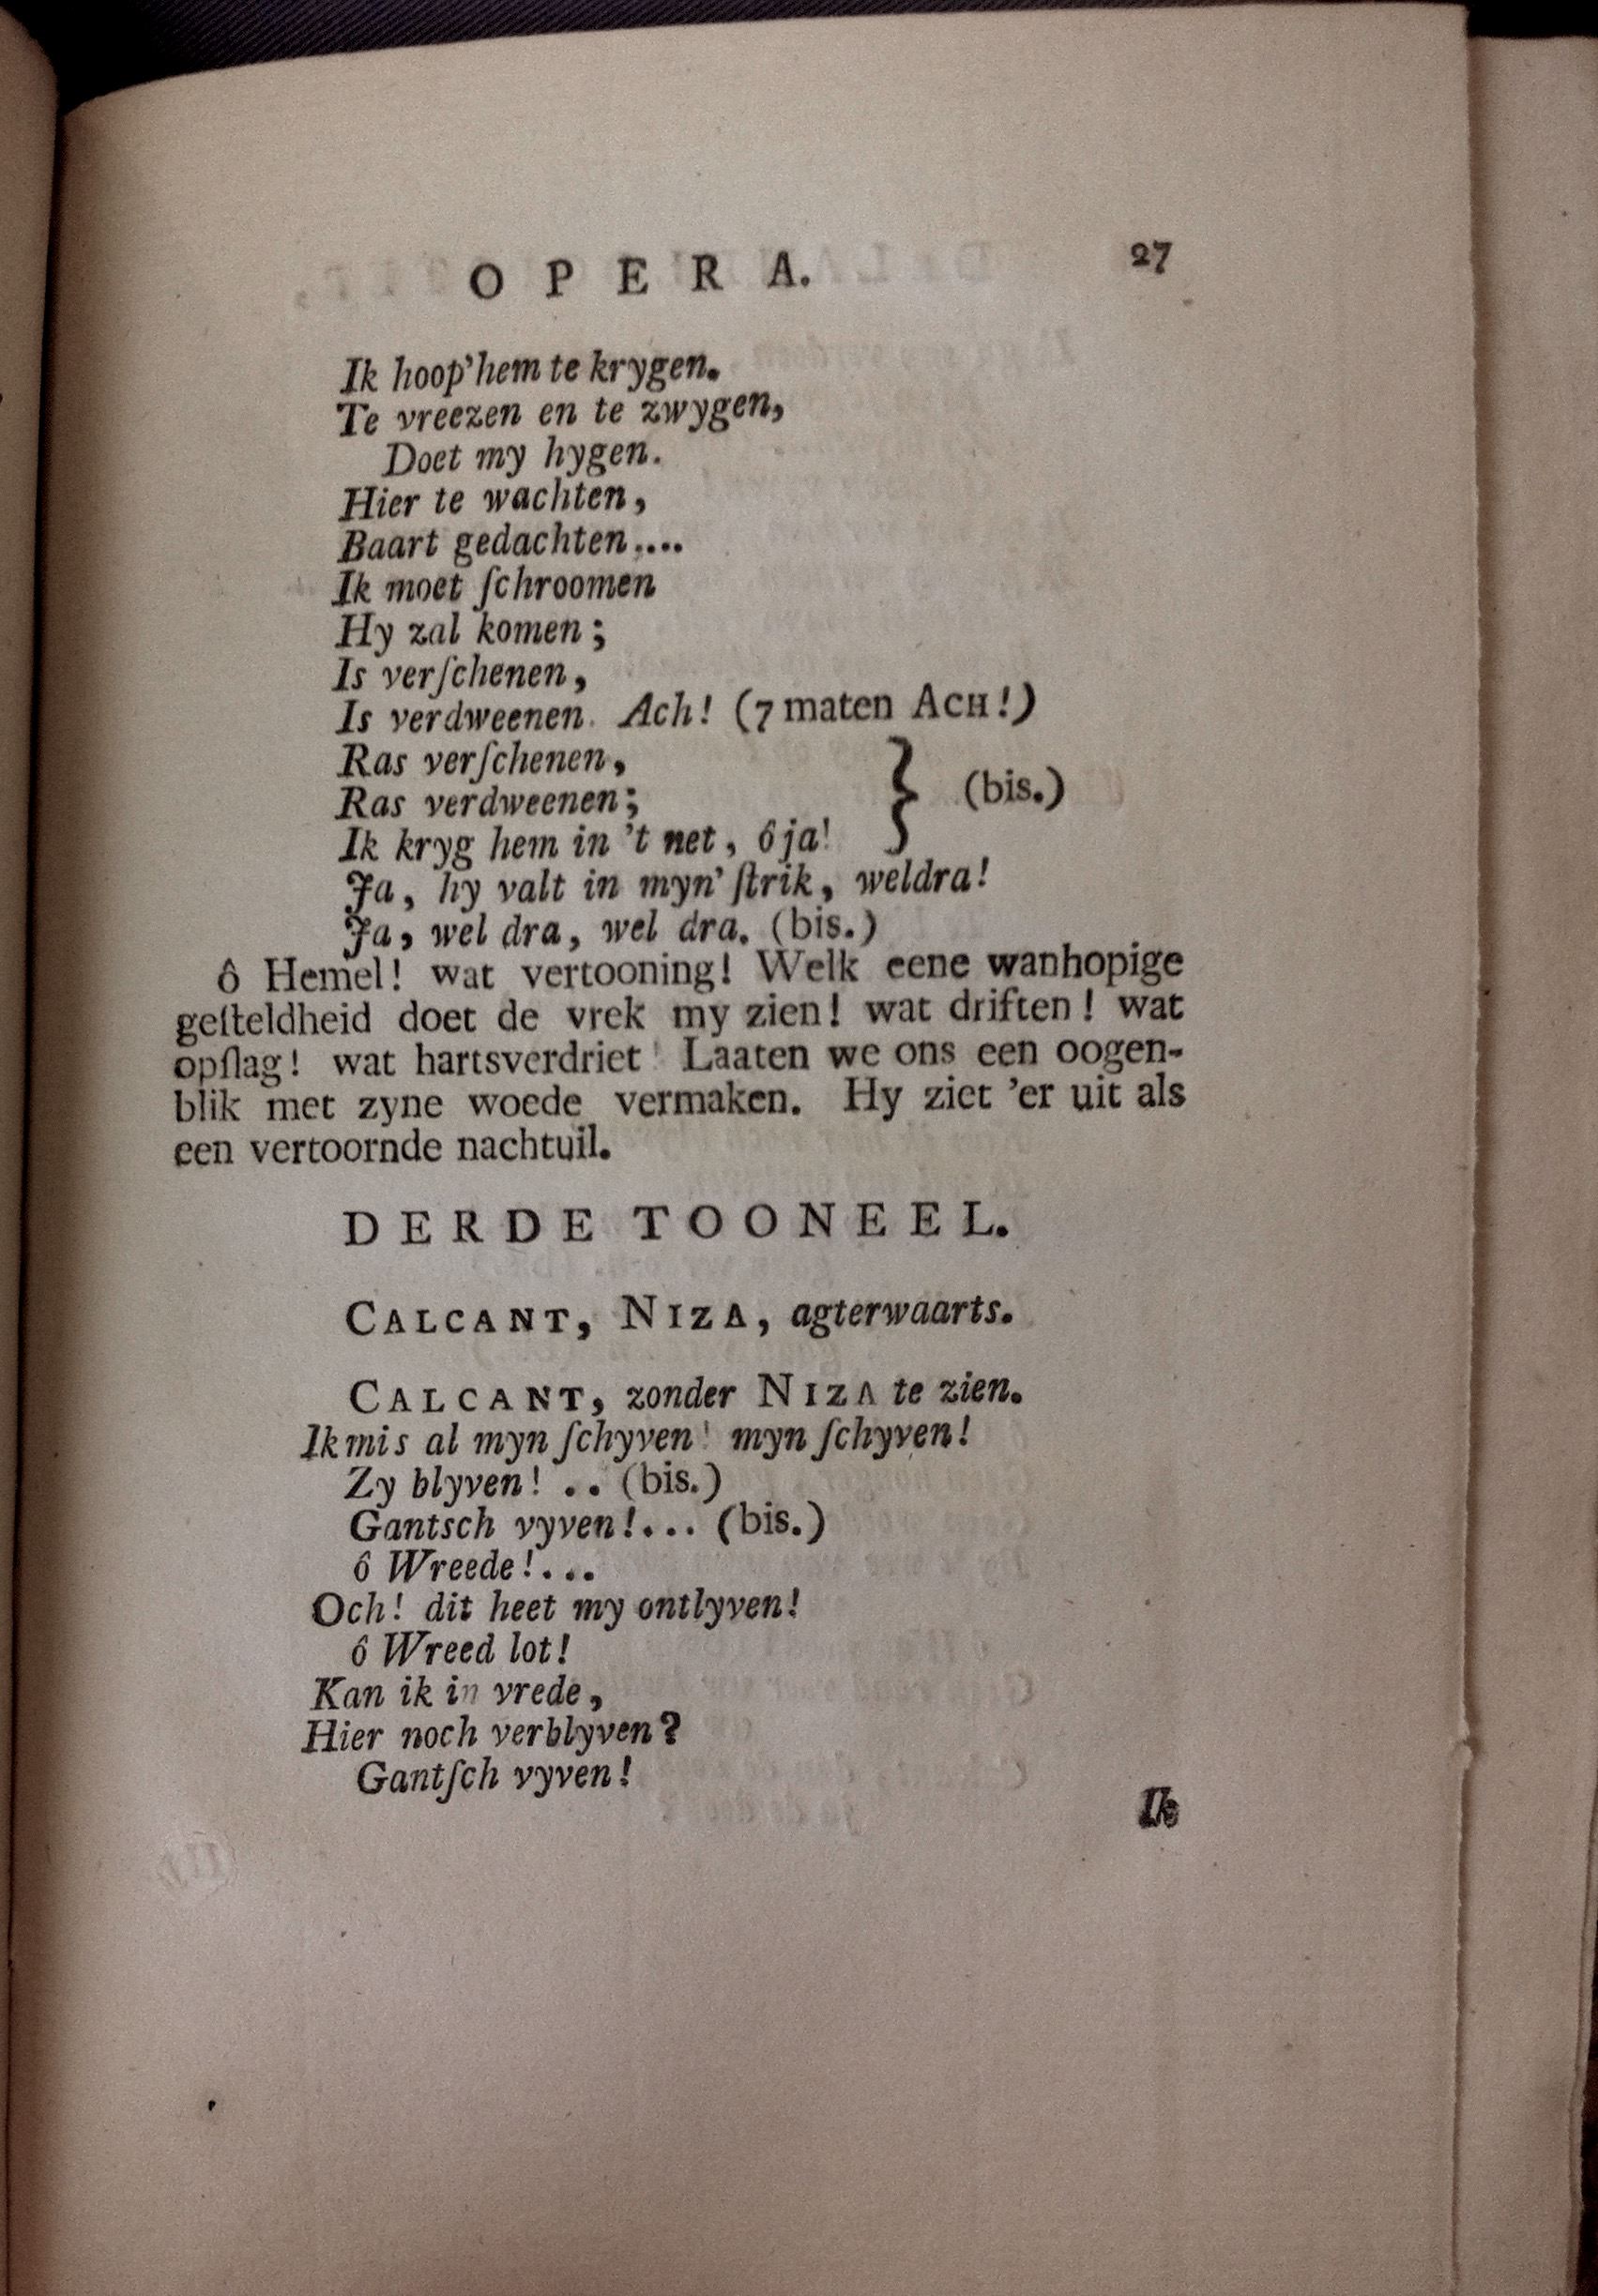 OPERA. 27
Ik hoop'hem te krygen.
Te vreezen en te zwygen,
Doet my hygen.
Hier te wachten,
Baart gedachten....
Ik moet ſchroomen
Hy zal komen;
Is verſchenen,
Is verdweenen. Ach! (7 maten ACH!)
Ras verſchenen,
Ras verdweenen; } (bis.)
Ik kryg hem in 't net, ô ja!
Ja, hy valt in myn' ſtrik, weldra!
Ja, wel dra, wel dra. (bis.)
ô Hemel! wat vertooning! Welk eene wanhopige
geſteldheid doet de vrek my zien! wat driften! wat
opſlag! wat hartsverdriet! Laaten we ons een oogen-
blik met zyne woede vermaken. Hy ziet 'er uit als
een vertoornde nachtuil.
DERDE TOONEEL.
CALCANT, NIZA, agterwaarts.
CALCANT, zonder NIZA te zien.
Ik mis al myn ſchyven! myn ſchyven!
Zy blyven! .. (bis.)
Gantsch vyven!... (bis.)
ô Wreede!...
Och! dit heet my ontlyven!
ô Wreed lot!
Kan ik in vrede,
Hier noch verblyven?
Gantſch vyven!
Ik